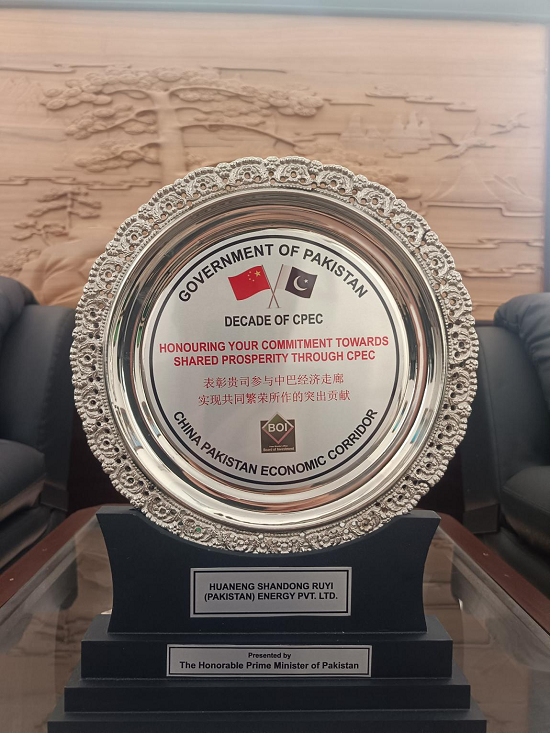 GOVERNMENT OF PAKISTAN
DECADE OF CPEC
HONOURING YOUR COMMITMENT TOWARDS
SHARED PROSPERITY THROUGH CPEC
表彰贵司参与中巴经济走廊
实现共同繁荣所作的突出贡献
BOI
Board of Investment
CHINA PAKISTAN ECONOMIC CORRIDOR
HUANENG SHANDONG RUYI
(PAKISTAN) ENERGY PVT. LTD.
Presented by
The Honorable Prime Minister of Pakistan